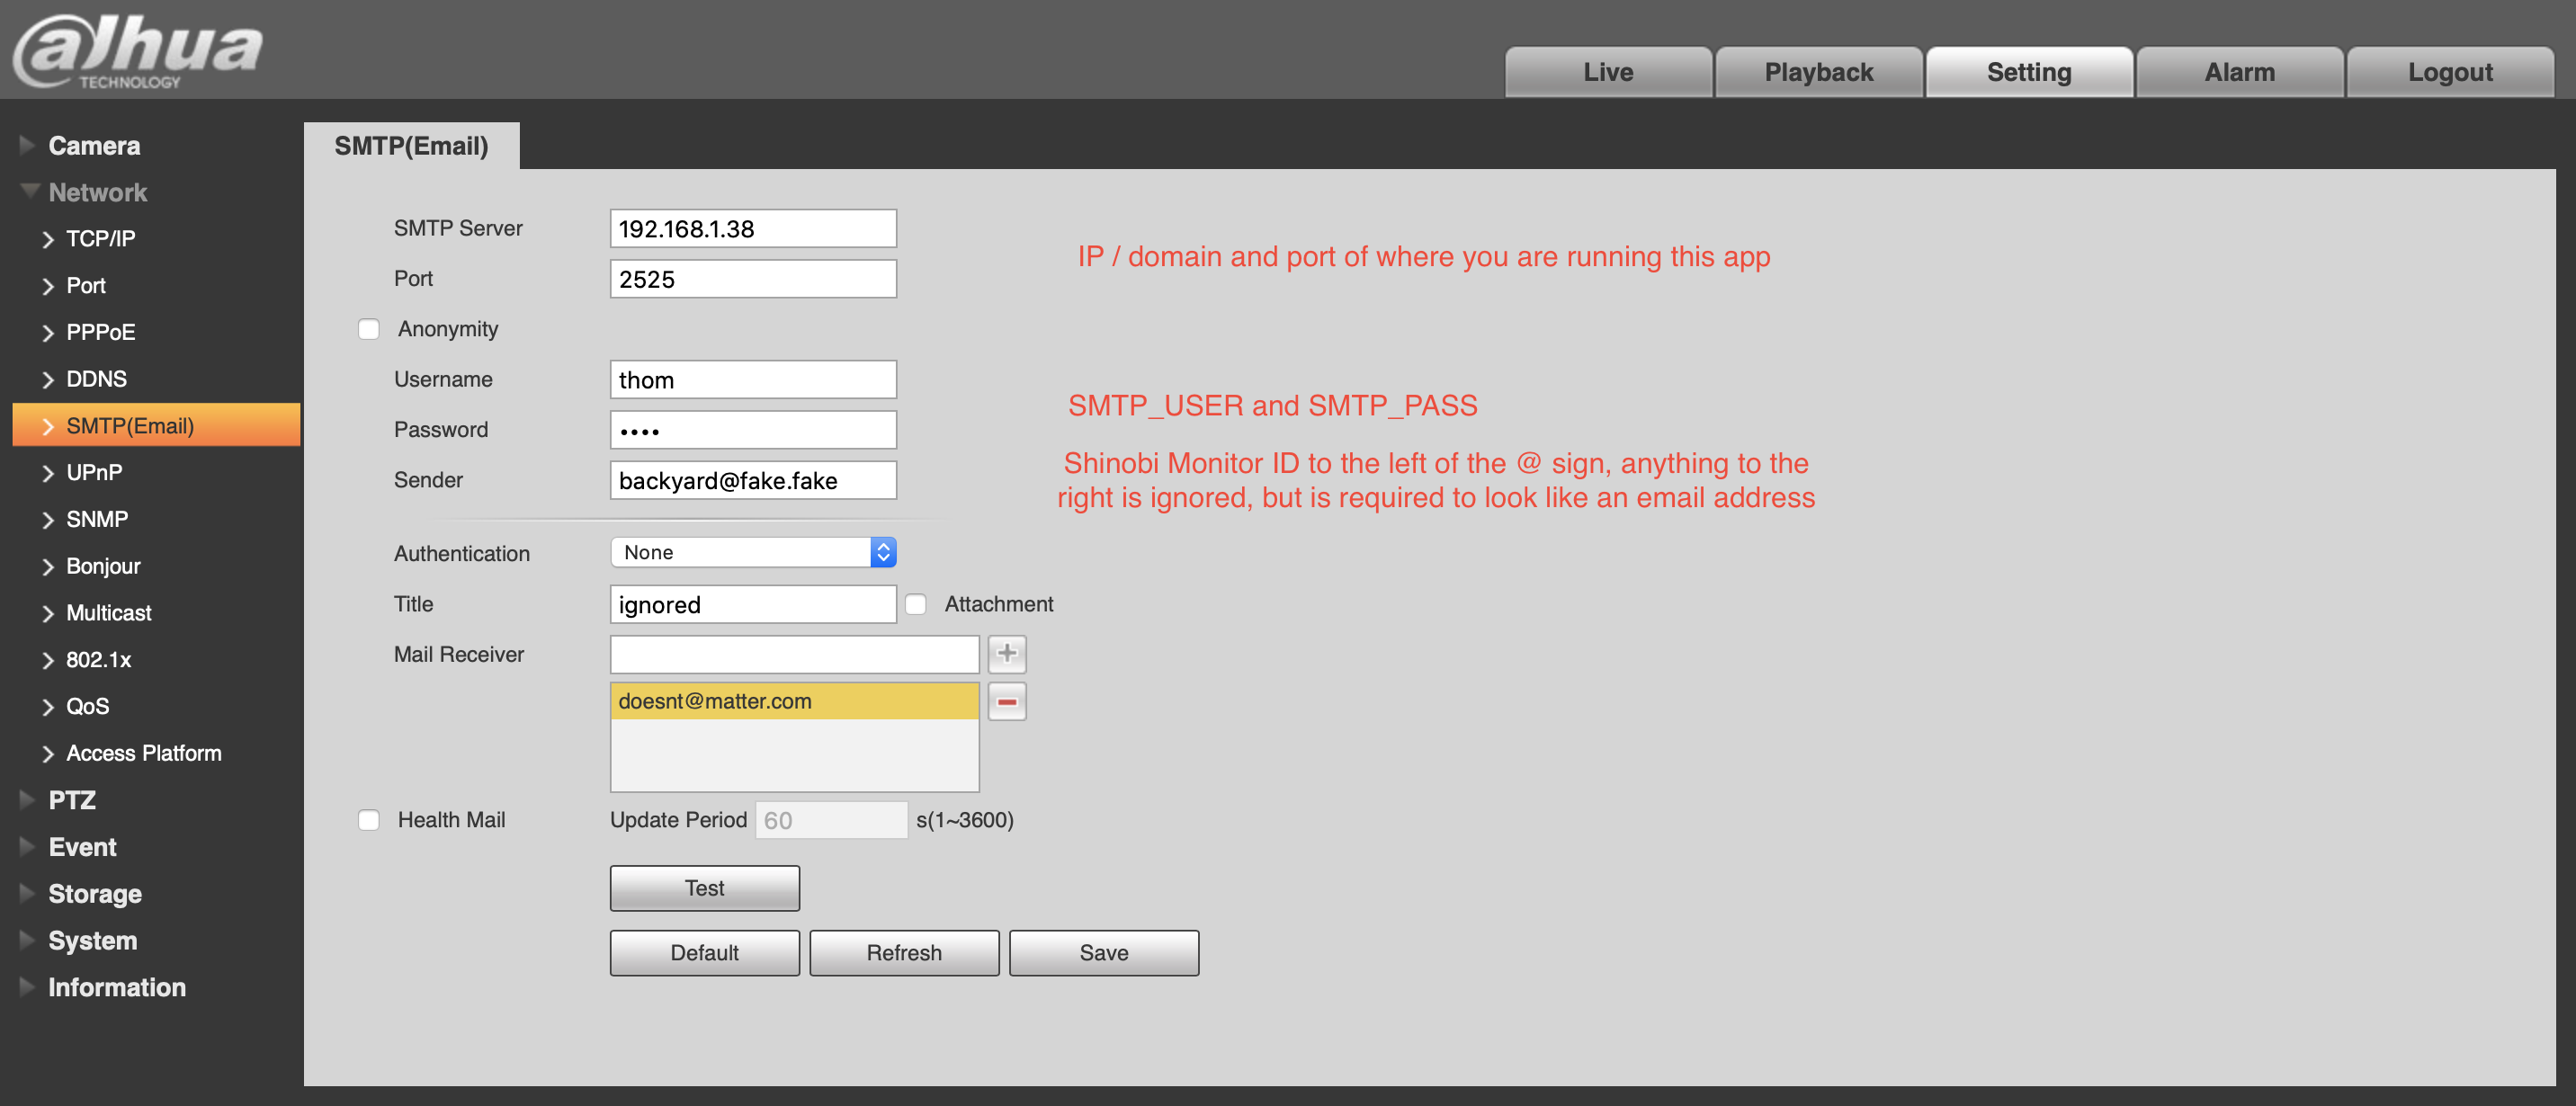 alhua
TECHNOLOGY
Live
Playback
Setting
Alarm
Logout
Camera
Network
TCP/IP
Port
PPPoE
DDNS
SMTP(Email)
UPnP
SNMP
Bonjour
Multicast
802.1x
QoS
Access Platform
PTZ
Event
Storage
System
Information
SMTP(Email)
SMTP Server 192.168.1.38
IP / domain and port of where you are running this app
Port 2525
Anonymity
Username thom
SMTP_USER and SMTP_PASS
Password ••••
Shinobi Monitor ID to the left of the @ sign, anything to the
right is ignored, but is required to look like an email address
Sender backyard@fake.fake
Authentication None
Title ignored Attachment
Mail Receiver
doesnt@matter.com
Health Mail Update Period 60 s(1~3600)
Test
Default Refresh Save